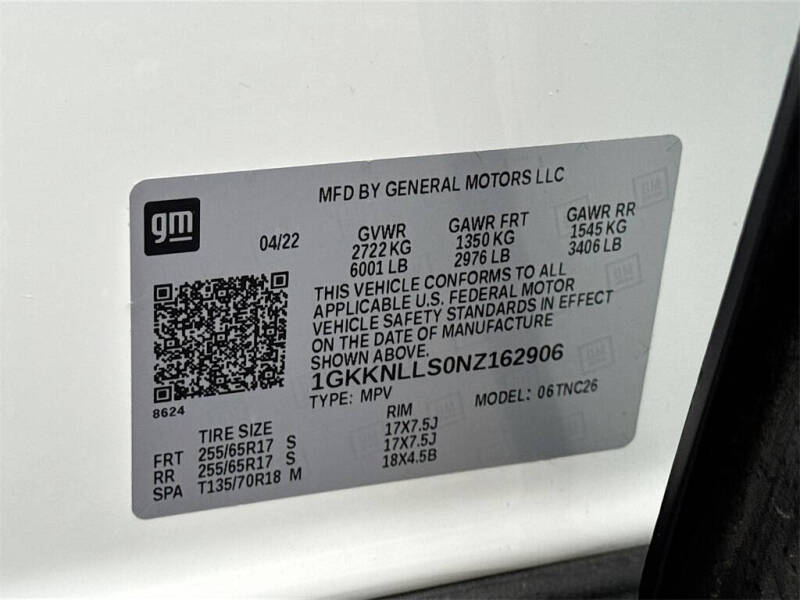 MFD BY GENERAL MOTORS LLC
gm
04/22 GVWR GAWR FRT GAWR RR
2722 KG 1350 KG 1545 KG
6001 LB 2976 LB 3406 LB
THIS VEHICLE CONFORMS TO ALL
APPLICABLE U.S. FEDERAL MOTOR
VEHICLE SAFETY STANDARDS IN EFFECT
ON THE DATE OF MANUFACTURE
SHOWN ABOVE.
1GKKNLLS0NZ162906
8624
TYPE: MPV MODEL: 06TNC26
TIRE SIZE RIM
FRT 255/65R17 S 17X7.5J
RR 255/65R17 S 17X7.5J
SPA T135/70R18 M 18X4.5B